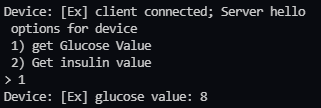 Device: [Ex] client connected; Server hello
options for device
1) get Glucose Value
2) Get insulin value
> 1
Device: [Ex] glucose value: 8